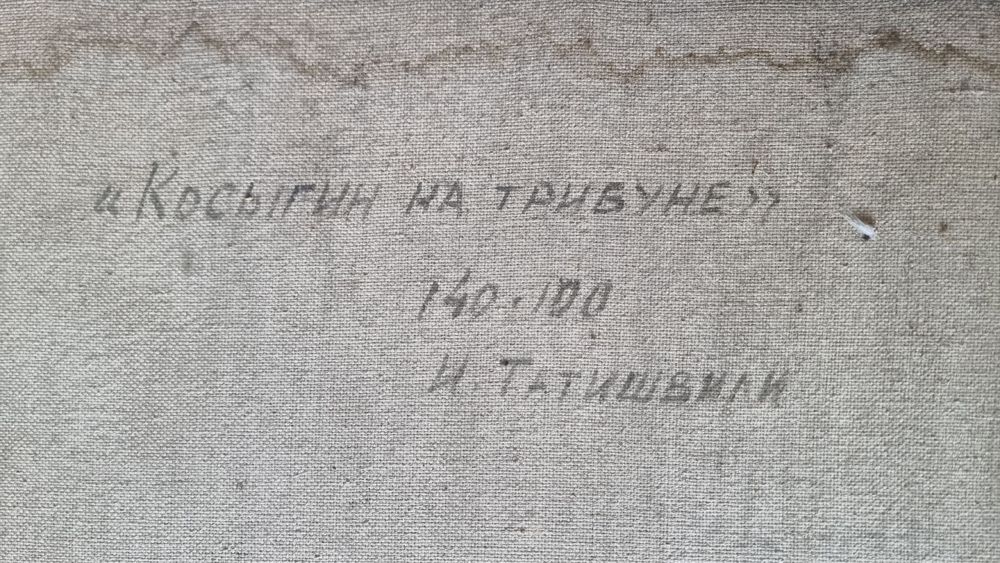 «Косыгин на трибуне»
140.100
И. Татишвили